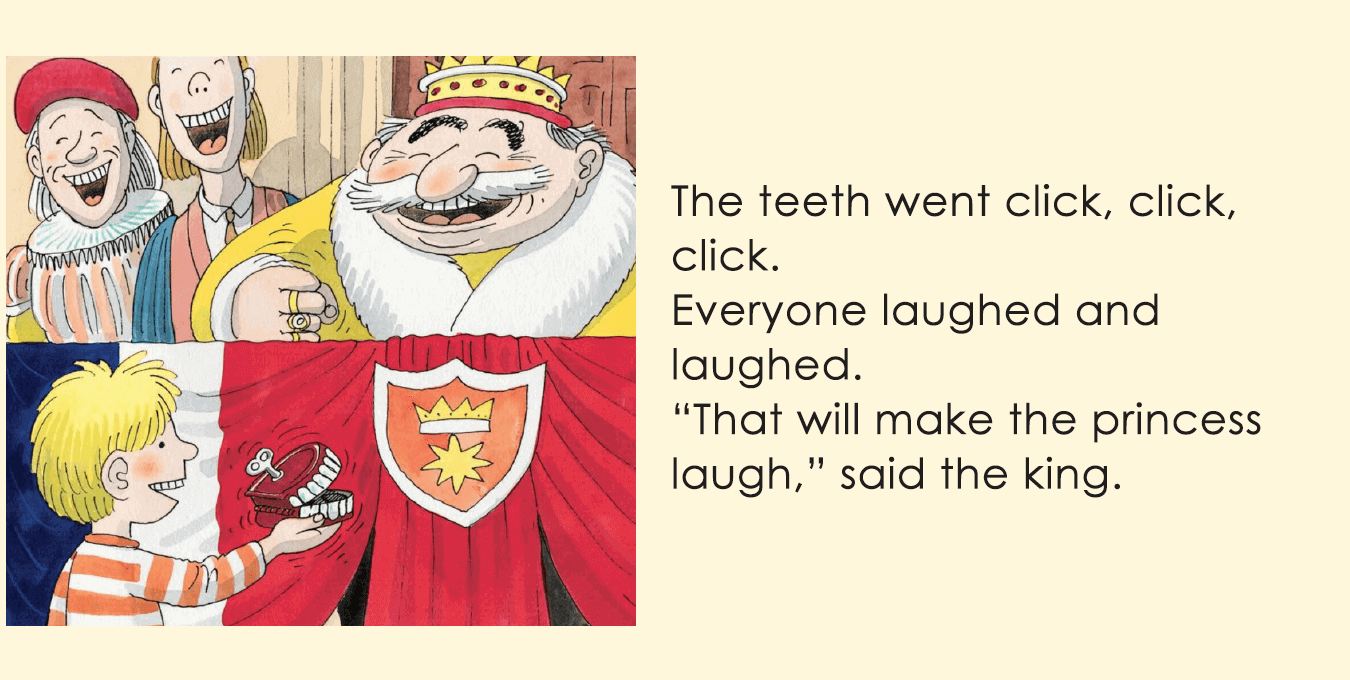 The teeth went click, click,
click.
Everyone laughed and
laughed.
“That will make the princess
laugh,” said the king.